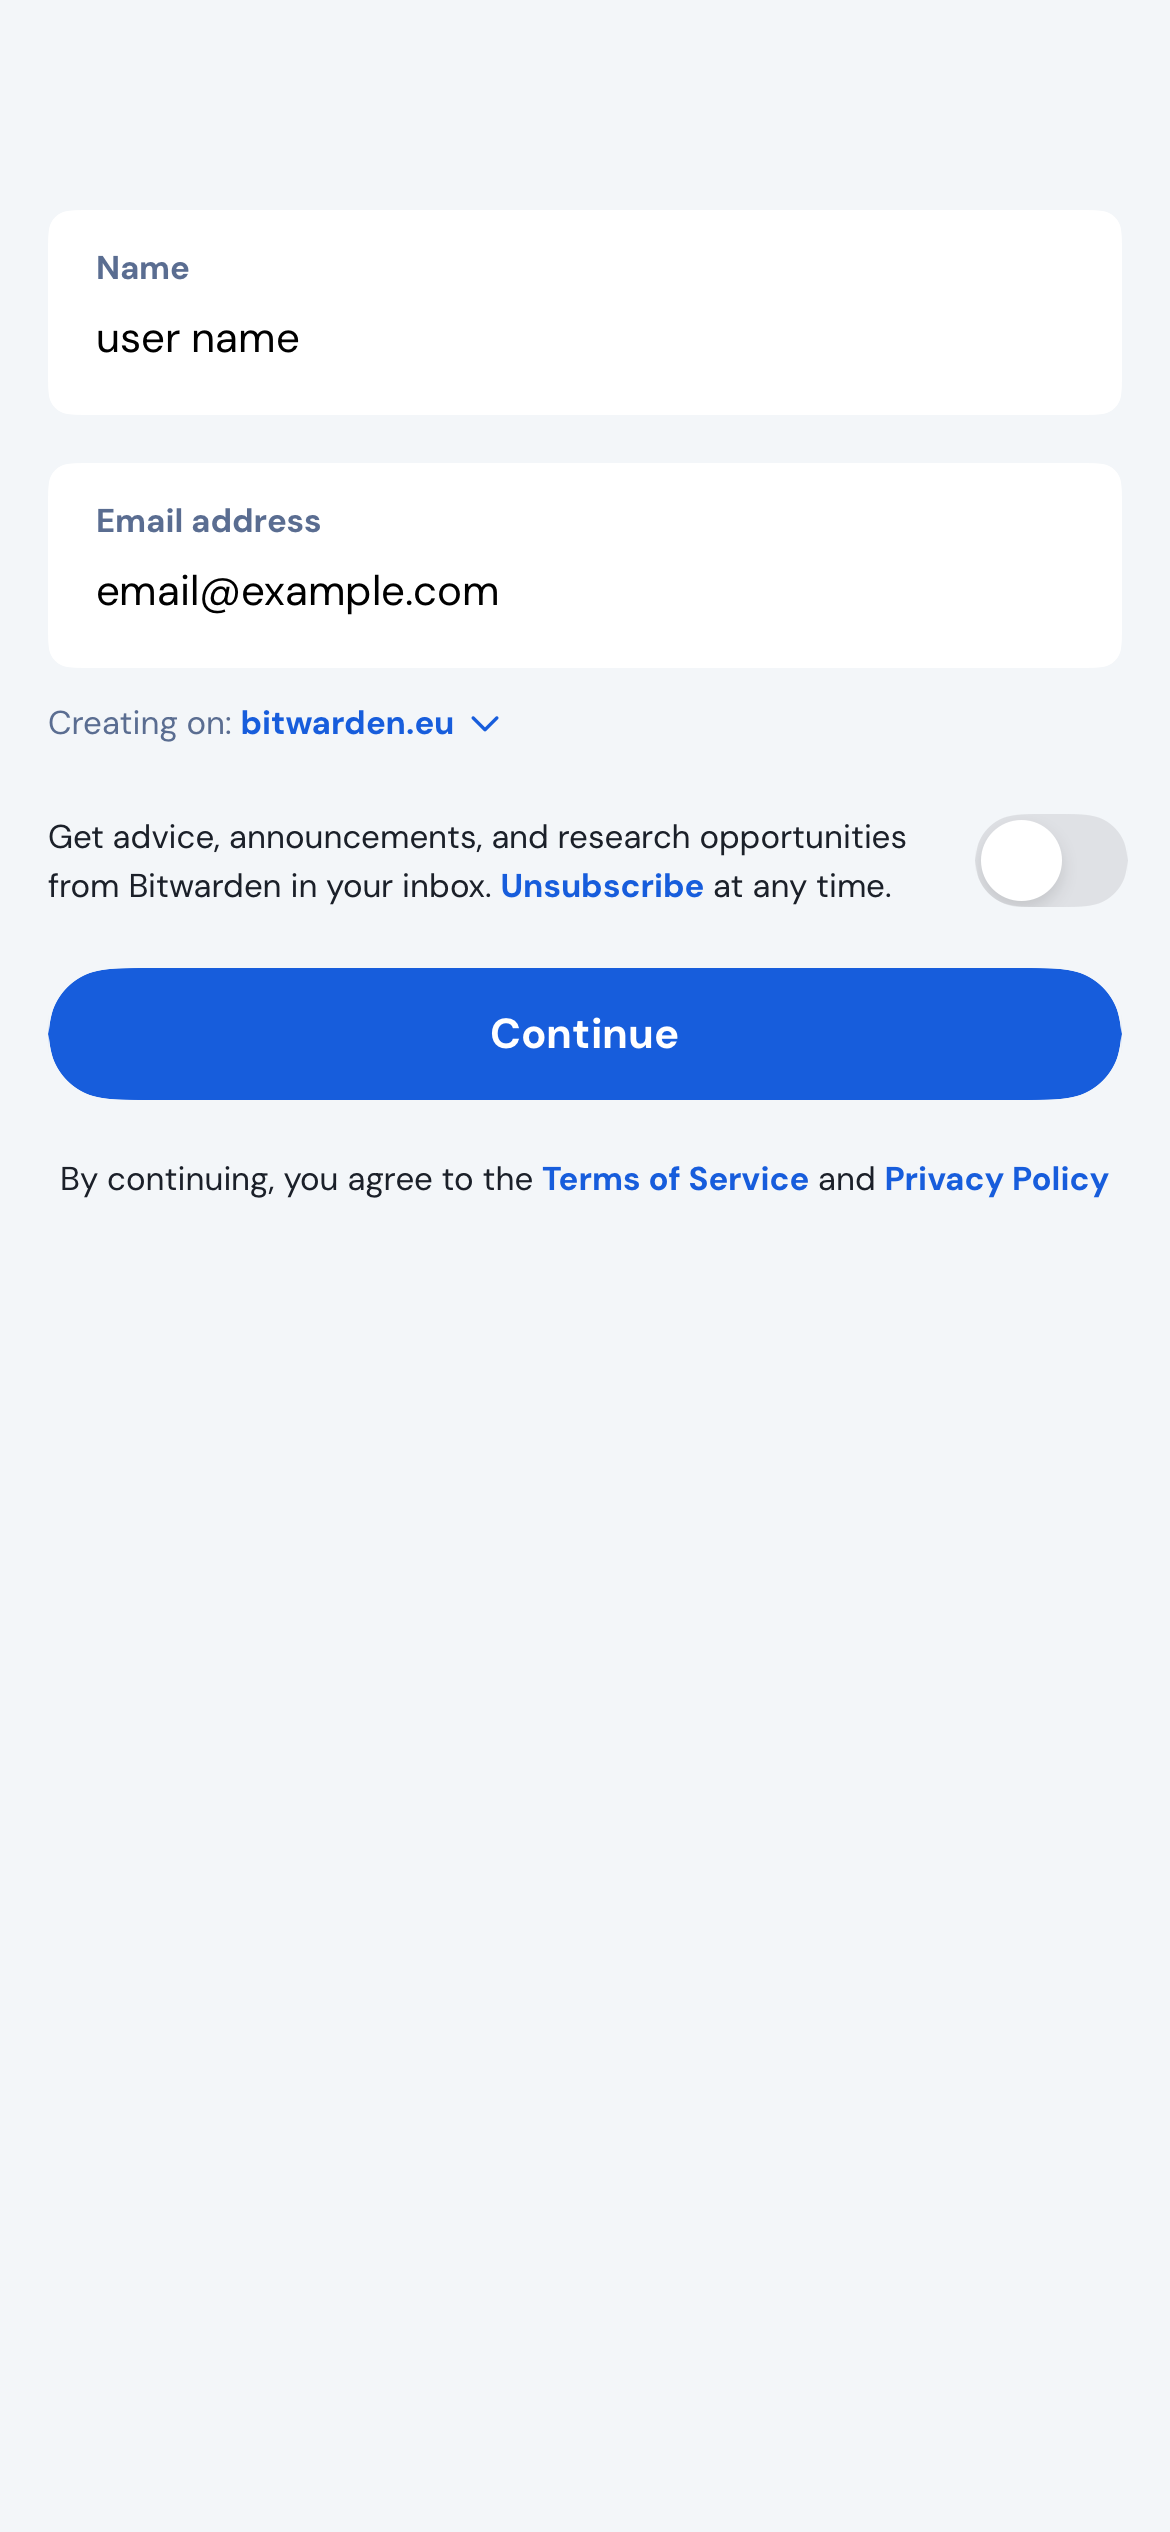 Name
user name
Email address
email@example.com
Creating on: bitwarden.eu
Get advice, announcements, and research opportunities
from Bitwarden in your inbox. Unsubscribe at any time.
Continue
By continuing, you agree to the Terms of Service and Privacy Policy